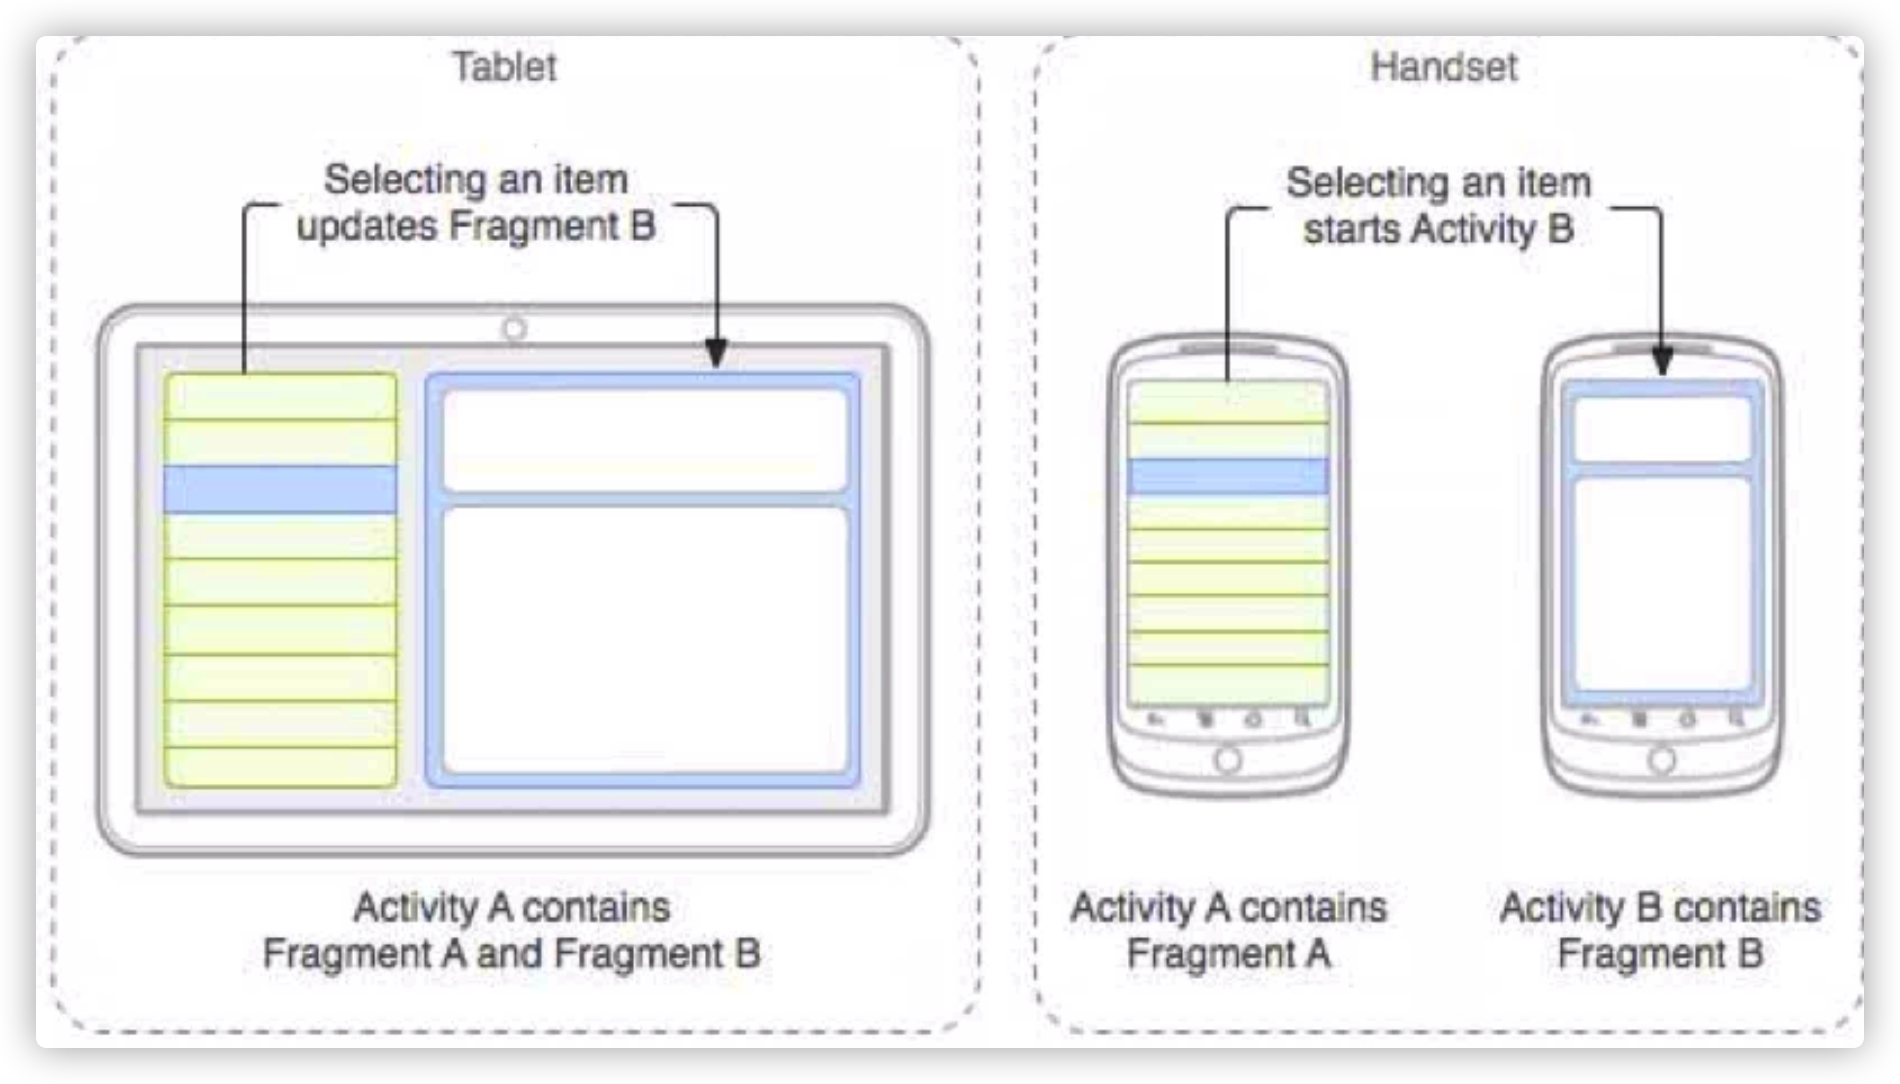 Tablet
Selecting an item
updates Fragment B
Activity A contains
Fragment A and Fragment B
Handset
Selecting an item
starts Activity B
Activity A contains
Fragment A
Activity B contains
Fragment B